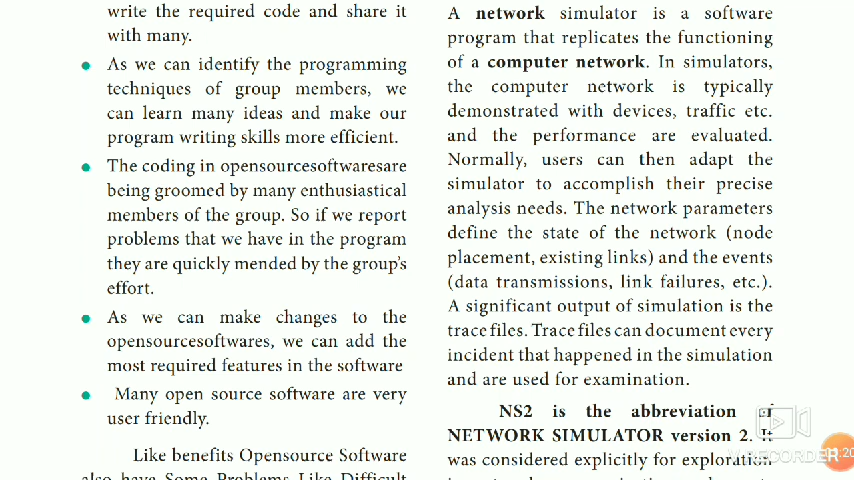 write the required code and share it
with many.
As we can identify the programming
techniques of group members, we
can learn many ideas and make our
program writing skills more efficient.
The coding in opensourcesoftwaresare
being groomed by many enthusiastical
members of the group. So if we report
problems that we have in the program
they are quickly mended by the group's
effort.
As we can make changes to the
opensourcesoftwares, we can add the
most required features in the software
Many open source software are very
user friendly.
Like benefits Opensource Software
also have Some Problems Like Difficult
A network simulator is a software
program that replicates the functioning
of a computer network. In simulators,
the computer network is typically
demonstrated with devices, traffic etc.
and the performance are evaluated.
Normally, users can then adapt the
simulator to accomplish their precise
analysis needs. The network parameters
define the state of the network (node
placement, existing links) and the events
(data transmissions, link failures, etc.).
A significant output of simulation is the
trace files. Trace files can document every
incident that happened in the simulation
and are used for examination.
NS2 is the abbreviation of
NETWORK SIMULATOR version 2. It
was considered explicitly for exploration